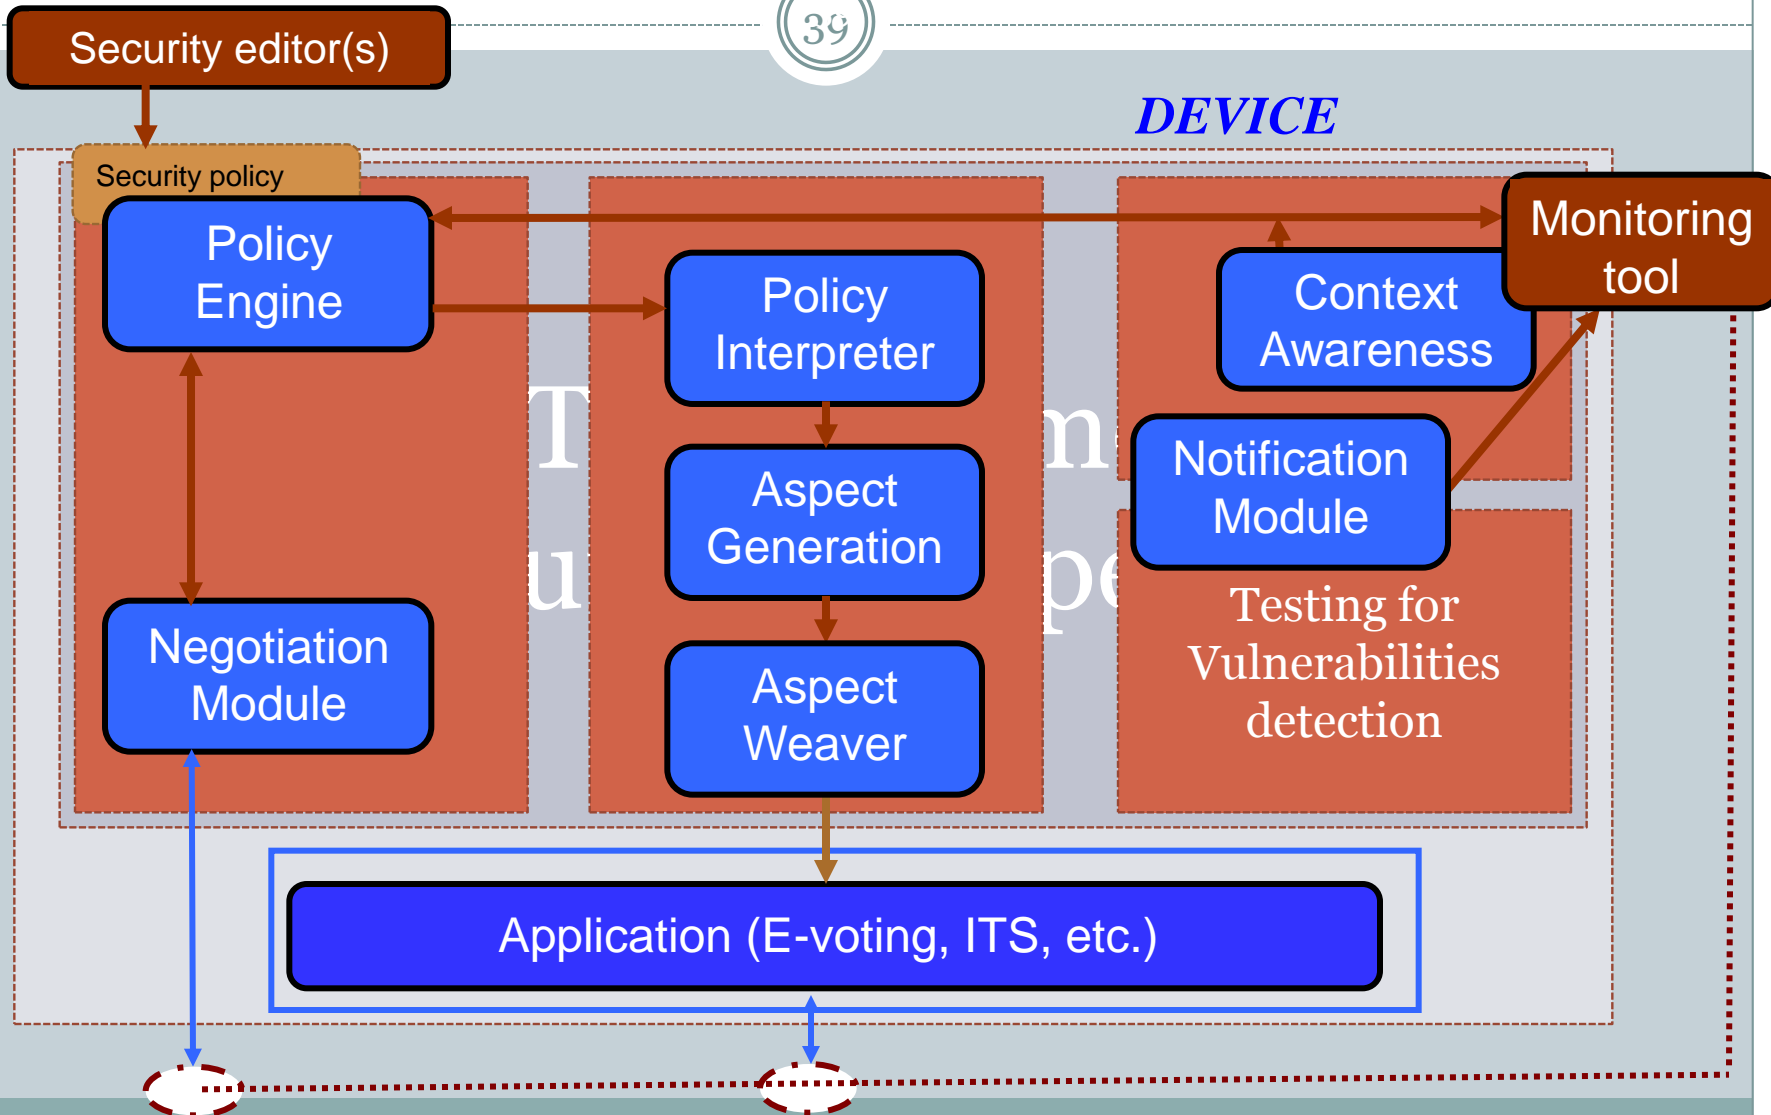 39
Security editor(s)
DEVICE
Security policy
Policy
Engine
Monitoring
tool
Policy
Interpreter
Context
Awareness
Aspect
Generation
Notification
Module
Negotiation
Module
Testing for
Vulnerabilities
detection
Aspect
Weaver
Application (E-voting, ITS, etc.)